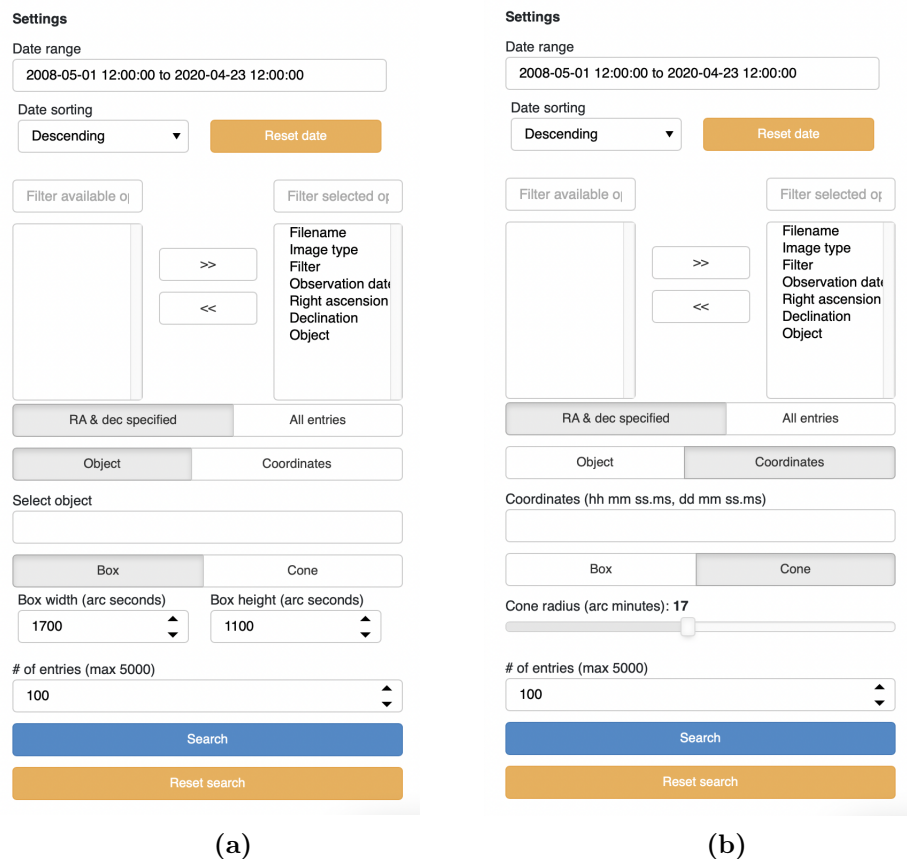 Settings
Date range
2008-05-01 12:00:00 to 2020-04-23 12:00:00
Date sorting
Descending
Reset date
Filter available o
Filter selected op
>>
<<
Filename
Image type
Filter
Observation date
Right ascension
Declination
Object
RA & dec specified
All entries
Object
Coordinates
Select object
Box
Cone
Box width (arc seconds)
Box height (arc seconds)
1700
1100
# of entries (max 5000)
100
Search
Reset search
(a)
Settings
Date range
2008-05-01 12:00:00 to 2020-04-23 12:00:00
Date sorting
Descending
Reset date
Filter available o
Filter selected op
>>
<<
Filename
Image type
Filter
Observation date
Right ascension
Declination
Object
RA & dec specified
All entries
Object
Coordinates
Coordinates (hh mm ss.ms, dd mm ss.ms)
Box
Cone
Cone radius (arc minutes): 17
# of entries (max 5000)
100
Search
Reset search
(b)